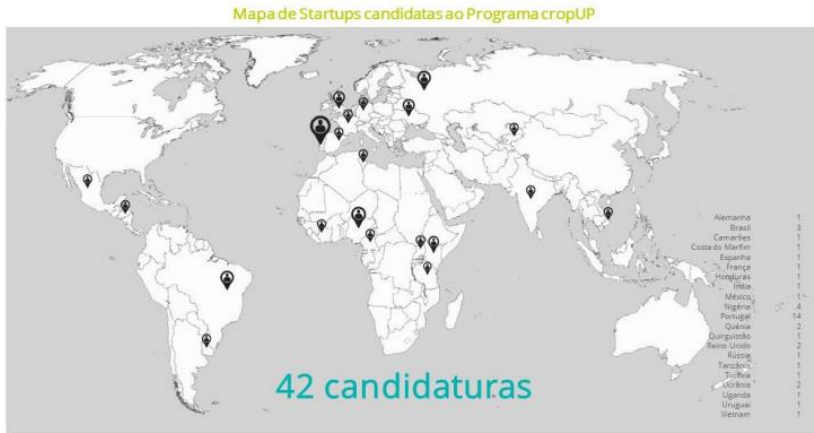 Mapa de Startups candidatas ao Programa cropUP
Alemanha 1
Brasil 3
Camarões 1
Costa do Marfim 1
Espanha 1
França 1
Honduras 1
Índia 1
México 1
Nigéria 4
Portugal 14
Quénia 2
Quirguistão 1
Reino Unido 2
Rússia 1
Tanzânia 1
Tunísia 1
Ucrânia 2
Uganda 1
Uruguai 1
Vietnam 1
42 candidaturas